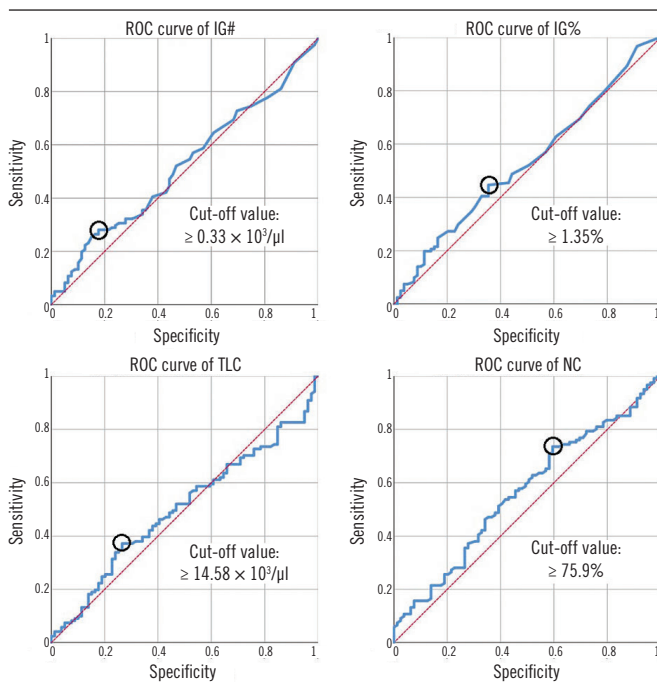 ROC curve of IG#
1
0.8
0.6
0.4
0.2
0
0.2
0.4
0.6
0.8
1
Sensitivity
Specificity
Cut-off value:
≥ 0.33 × 10³/µl
ROC curve of IG%
1
0.8
0.6
0.4
0.2
0
0.2
0.4
0.6
0.8
1
Sensitivity
Specificity
Cut-off value:
≥ 1.35%
ROC curve of TLC
1
0.8
0.6
0.4
0.2
0
0.2
0.4
0.6
0.8
1
Sensitivity
Specificity
Cut-off value:
≥ 14.58 × 10³/µl
ROC curve of NC
1
0.8
0.6
0.4
0.2
0
0.2
0.4
0.6
0.8
1
Sensitivity
Specificity
Cut-off value:
≥ 75.9%